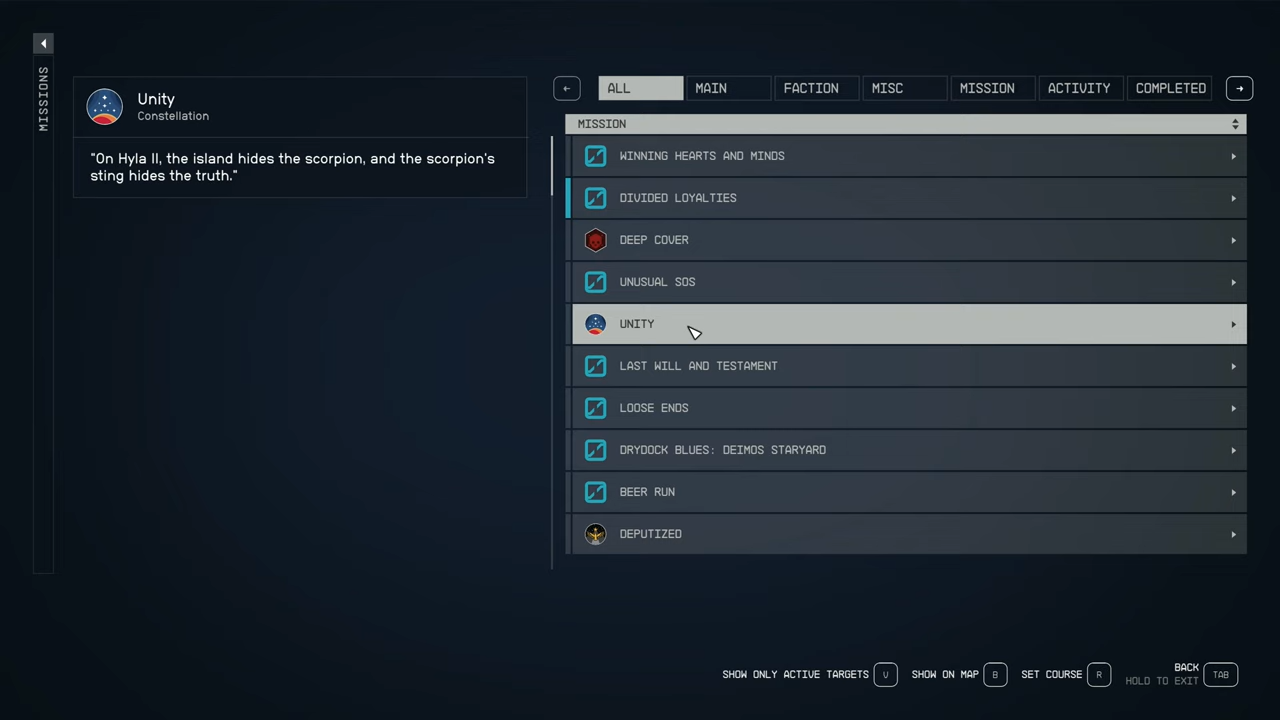 MISSIONS
Unity
Constellation
"On Hyla II, the island hides the scorpion, and the scorpion's
sting hides the truth."
ALL MAIN FACTION MISC MISSION ACTIVITY COMPLETED
MISSION
WINNING HEARTS AND MINDS
DIVIDED LOYALTIES
DEEP COVER
UNUSUAL SOS
UNITY
LAST WILL AND TESTAMENT
LOOSE ENDS
DRYDOCK BLUES: DEIMOS STARYARD
BEER RUN
DEPUTIZED
SHOW ONLY ACTIVE TARGETS V SHOW ON MAP B SET COURSE R BACK
HOLD TO EXIT TAB